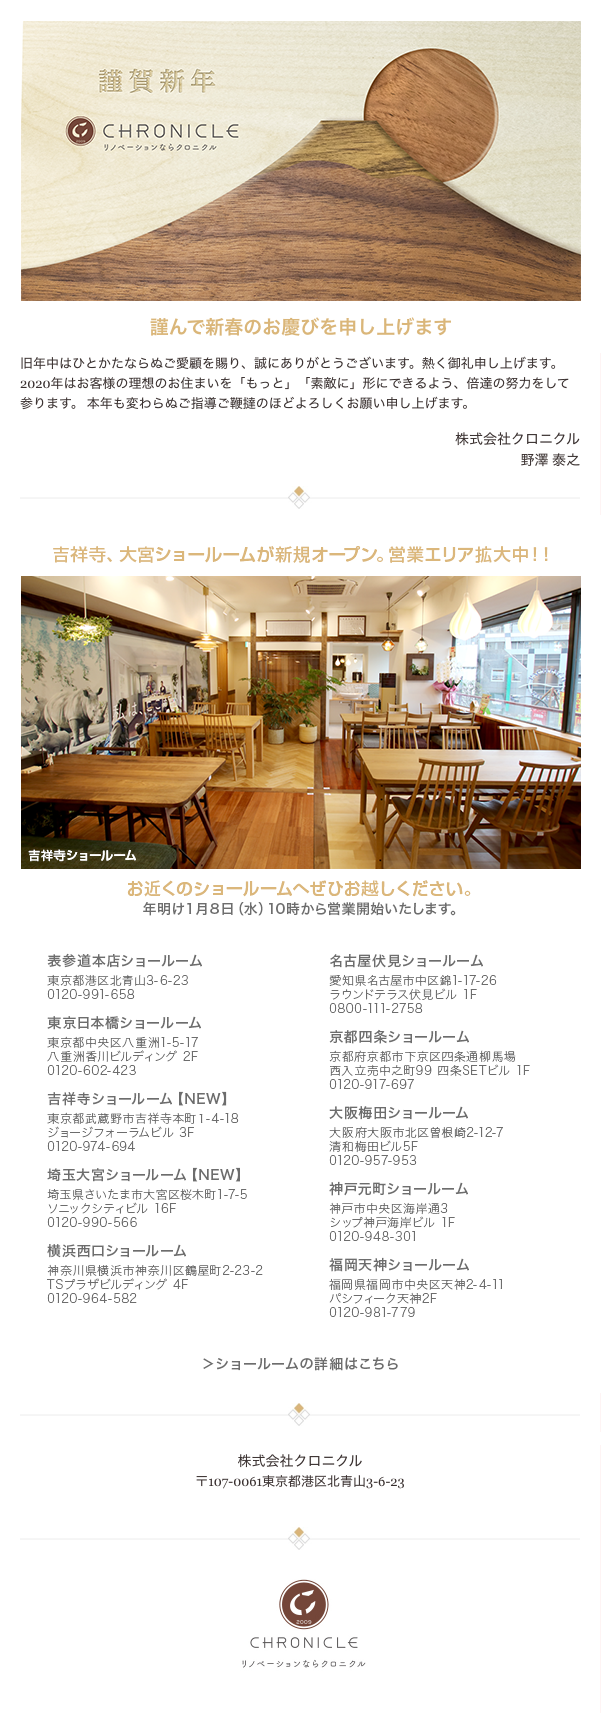 謹賀新年
CHRONICLE
リノベーションならクロニクル
謹んで新春のお慶びを申し上げます
旧年中はひとかたならぬご愛顧を賜り、誠にありがとうございます。熱く御礼申し上げます。
2020年はお客様の理想のお住まいを「もっと」「素敵に」形にできるよう、倍達の努力をして
参ります。 本年も変わらぬご指導ご鞭撻のほどよろしくお願い申し上げます。
株式会社クロニクル
野澤 泰之
吉祥寺、大宮ショールームが新規オープン。営業エリア拡大中！！
吉祥寺ショールーム
お近くのショールームへぜひお越しください。
年明け1月8日（水）10時から営業開始いたします。
表参道本店ショールーム
東京都港区北青山3-6-23
0120-991-658
東京日本橋ショールーム
東京都中央区八重洲1-5-17
八重洲香川ビルディング 2F
0120-602-423
吉祥寺ショールーム【NEW】
東京都武蔵野市吉祥寺本町1-4-18
ジョージフォーラムビル 3F
0120-974-694
埼玉大宮ショールーム【NEW】
埼玉県さいたま市大宮区桜木町1-7-5
ソニックシティビル 16F
0120-990-566
横浜西口ショールーム
神奈川県横浜市神奈川区鶴屋町2-23-2
TSプラザビルディング 4F
0120-964-582
名古屋伏見ショールーム
愛知県名古屋市中区錦1-17-26
ラウンドテラス伏見ビル 1F
0800-111-2758
京都四条ショールーム
京都府京都市下京区四条通柳馬場
西入立売中之町99 四条SETビル 1F
0120-917-697
大阪梅田ショールーム
大阪府大阪市北区曽根崎2-12-7
清和梅田ビル5F
0120-957-953
神戸元町ショールーム
神戸市中央区海岸通3
シップ神戸海岸ビル 1F
0120-948-301
福岡天神ショールーム
福岡県福岡市中央区天神2-4-11
パシフィーク天神2F
0120-981-779
＞ショールームの詳細はこちら
株式会社クロニクル
〒107-0061東京都港区北青山3-6-23
2009
CHRONICLE
リノベーションならクロニクル